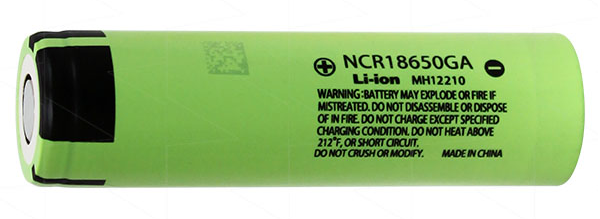 ⊕ NCR18650GA ⊖
Li-ion MH12210
WARNING: BATTERY MAY EXPLODE OR FIRE IF
MISTREATED. DO NOT DISASSEMBLE OR DISPOSE
OF IN FIRE. DO NOT CHARGE WITHOUT SPECIFIC
CHARGING CONDITION. DO NOT HEAT ABOVE
212°F, OR SHORT CIRCUIT.
DO NOT CRUSH OR MODIFY. MADE IN CHINA